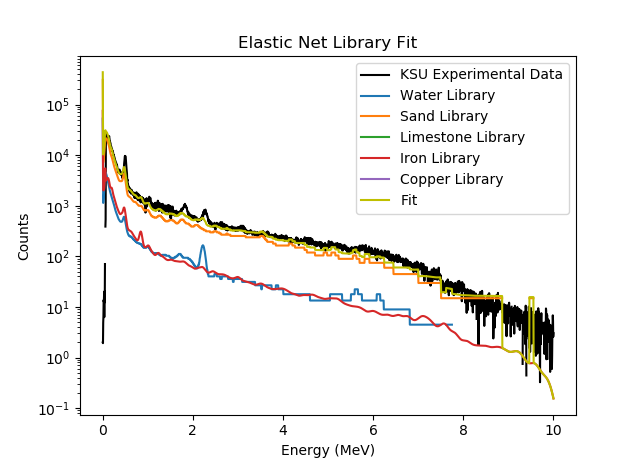 Elastic Net Library Fit
KSU Experimental Data
Water Library
Sand Library
Limestone Library
Iron Library
Copper Library
Fit
Counts
10⁵
10⁴
10³
10²
10¹
10⁰
10⁻¹
0 2 4 6 8 10
Energy (MeV)